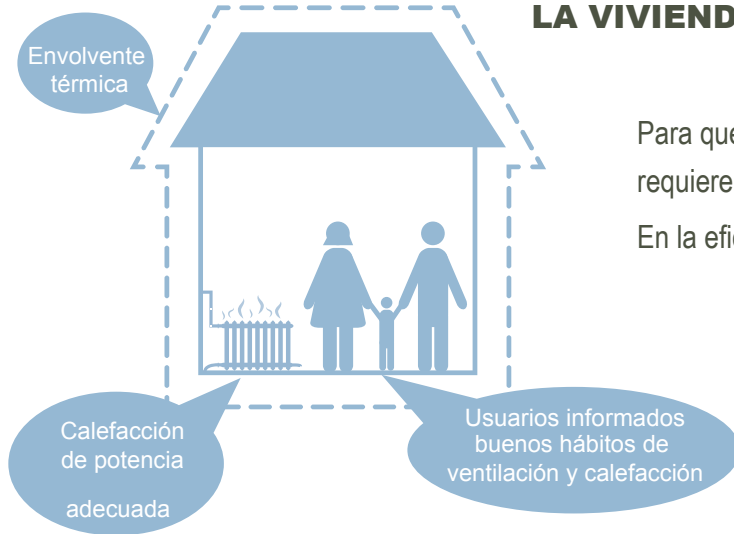 LA VIVIEND
Envolvente
térmica
Para que
requiere
En la efi
Calefacción
de potencia
adecuada
Usuarios informados
buenos hábitos de
ventilación y calefacción